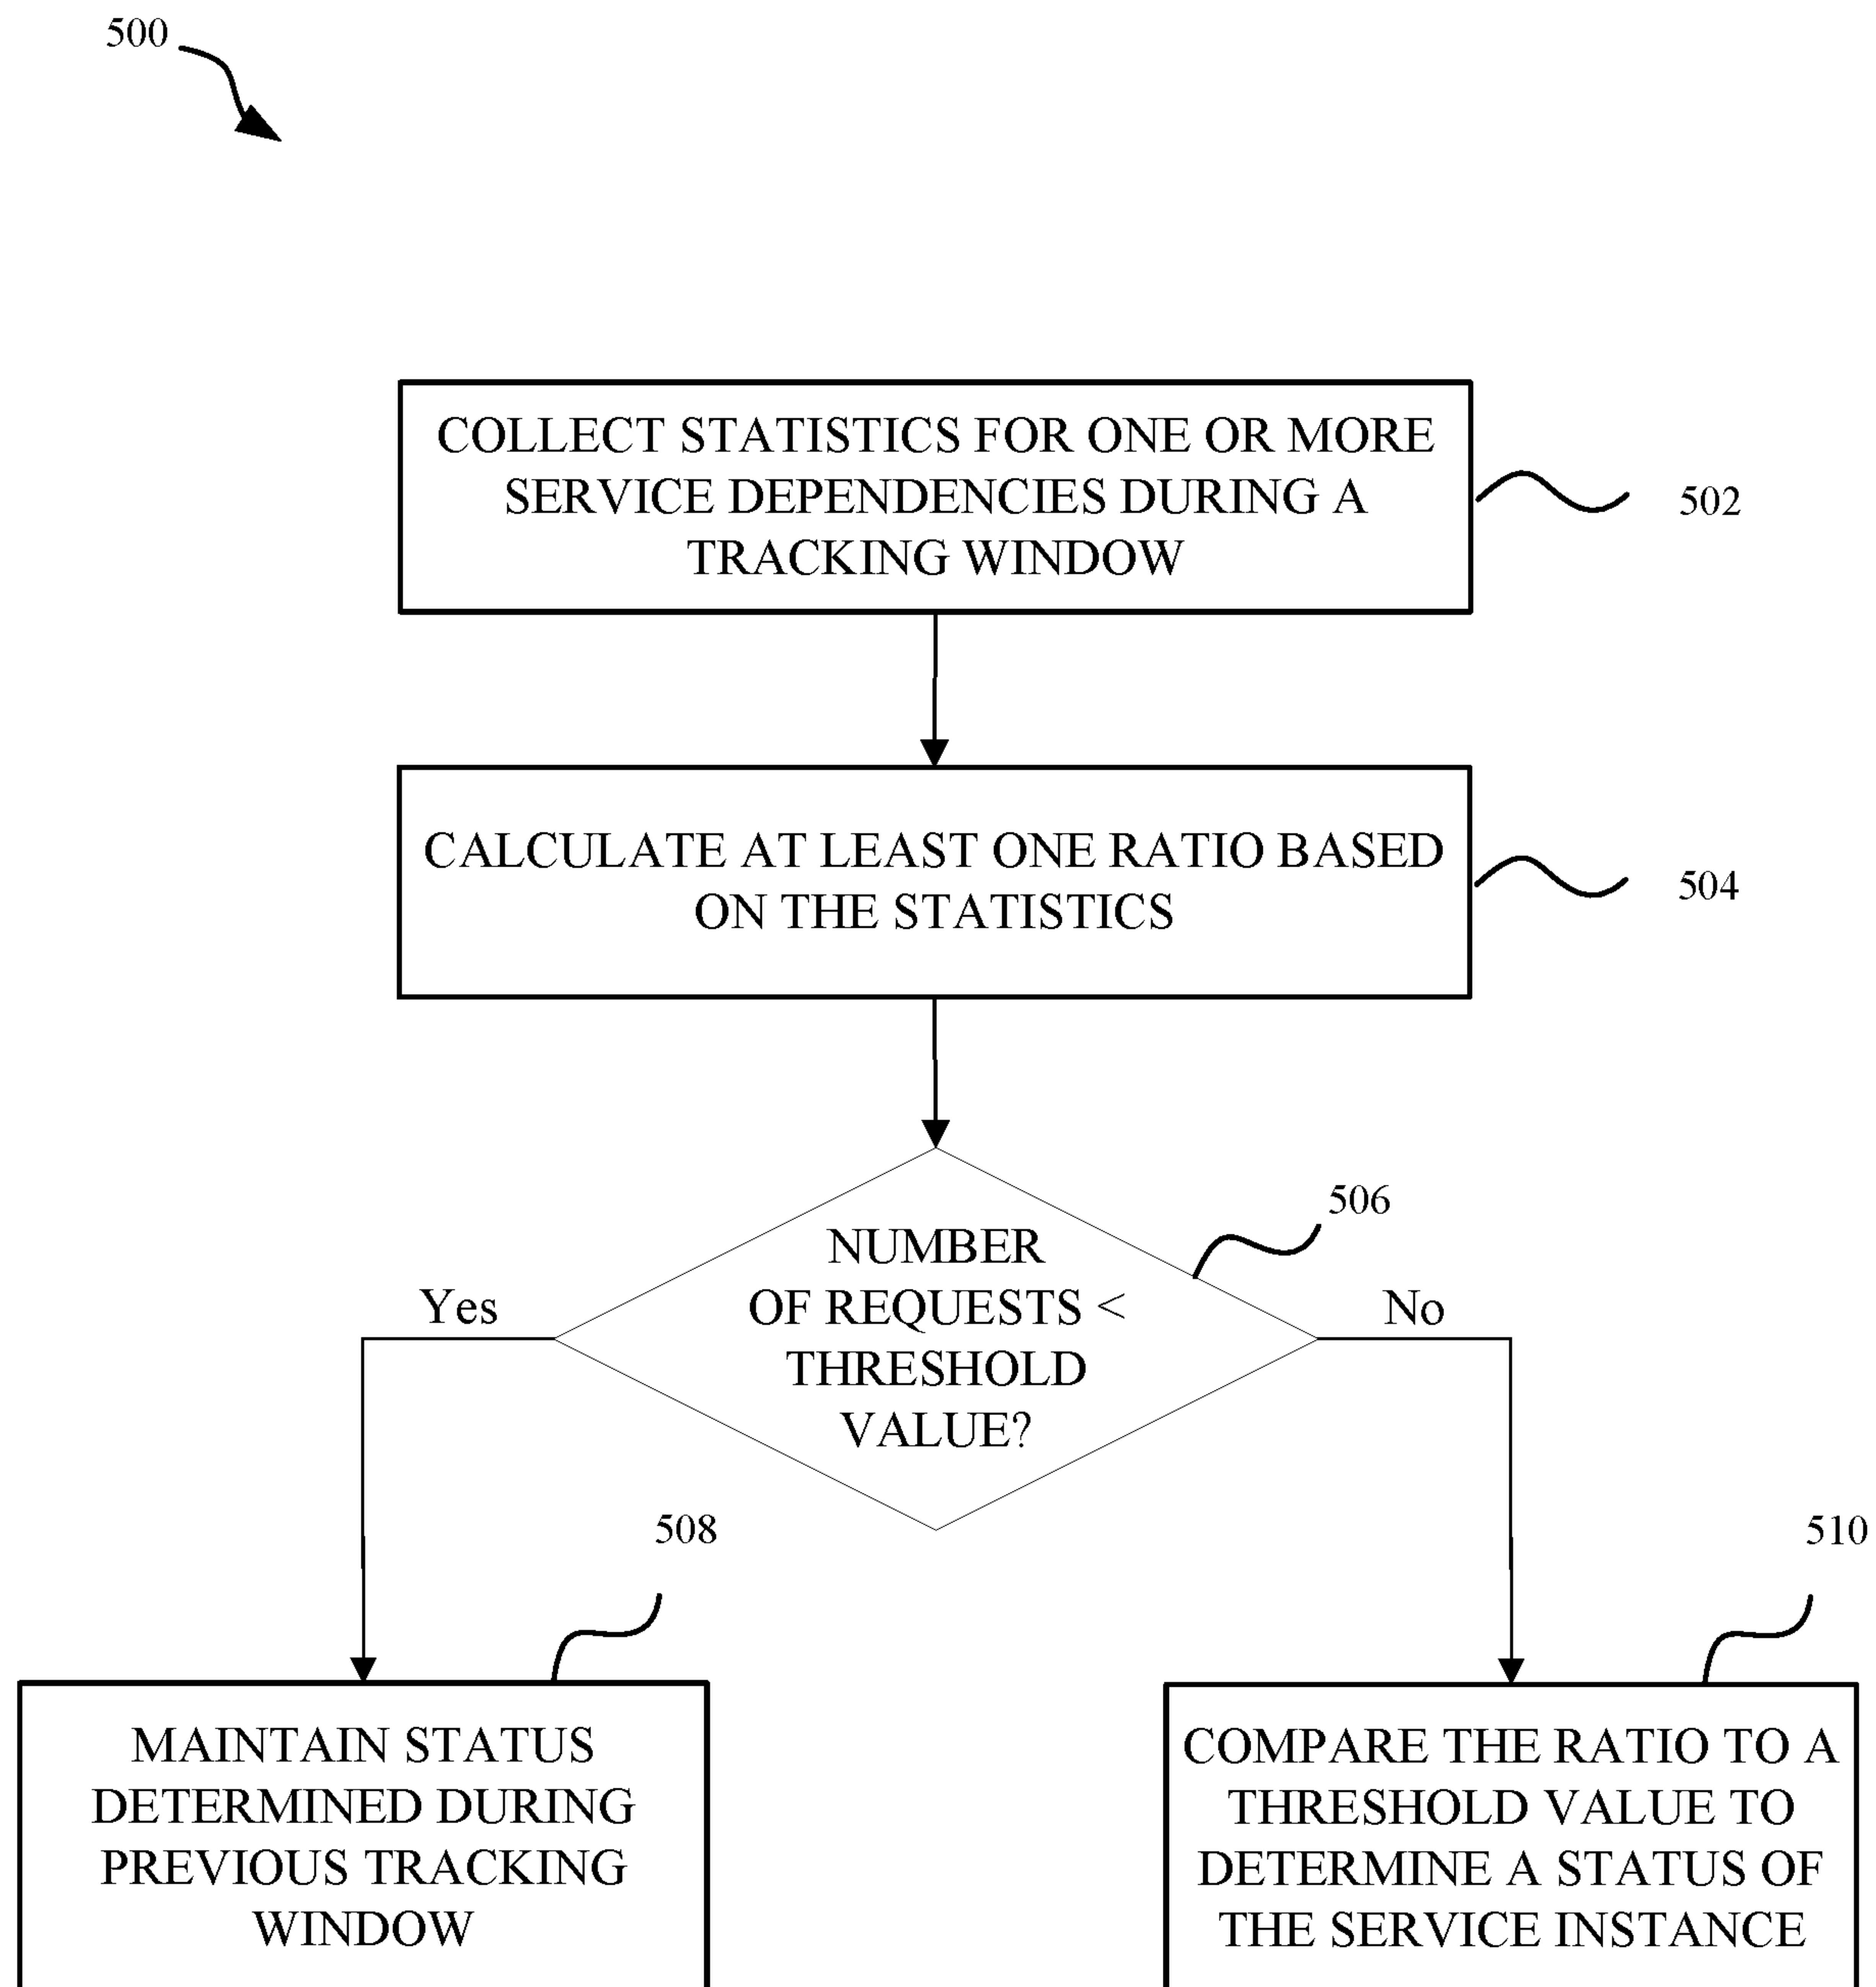 500
COLLECT STATISTICS FOR ONE OR MORE
SERVICE DEPENDENCIES DURING A
TRACKING WINDOW
502
CALCULATE AT LEAST ONE RATIO BASED
ON THE STATISTICS
504
506
NUMBER
OF REQUESTS <
THRESHOLD
VALUE?
Yes
No
508
MAINTAIN STATUS
DETERMINED DURING
PREVIOUS TRACKING
WINDOW
510
COMPARE THE RATIO TO A
THRESHOLD VALUE TO
DETERMINE A STATUS OF
THE SERVICE INSTANCE